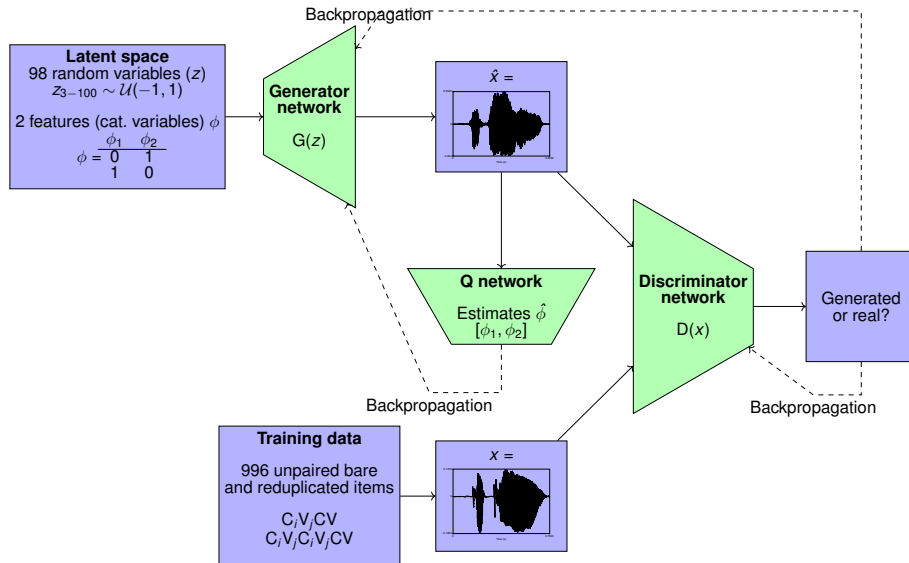 Backpropagation
Latent space
98 random variables (z)
z₃₋₁₀₀ ∼ 𝒰(−1, 1)
2 features (cat. variables) ϕ
ϕ₁ ϕ₂
ϕ = 0 1
1 0
Generator
network
G(z)
x̂ =
Q network
Estimates ϕ̂
[ϕ₁, ϕ₂]
Discriminator
network
D(x)
Generated
or real?
Backpropagation
Backpropagation
Training data
996 unpaired bare
and reduplicated items
CᵢVⱼCV
CᵢVⱼCᵢVⱼCV
x =